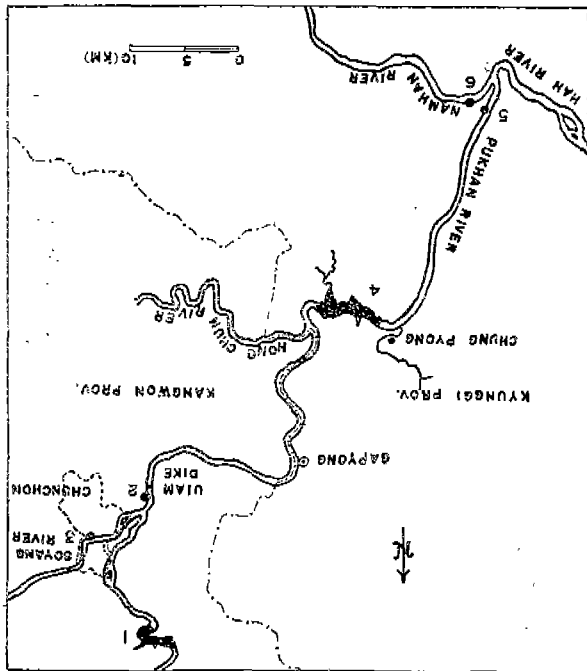 1
N
SOYANG
RIVER
3
CHUNCHON
2
UIAM
DIKE
GAPYONG
KYUNGGI PROV.
KANGWON PROV.
CHUNG PYONG
HONG CHUM RIVER
4
PUKHAN RIVER
5
6
NAMHAN RIVER
HAN RIVER
0 5 10(KM)